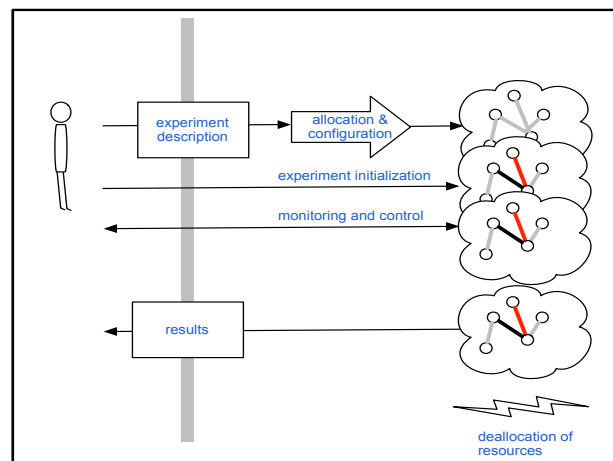 experiment
description
allocation &
configuration
experiment initialization
monitoring and control
results
deallocation of
resources